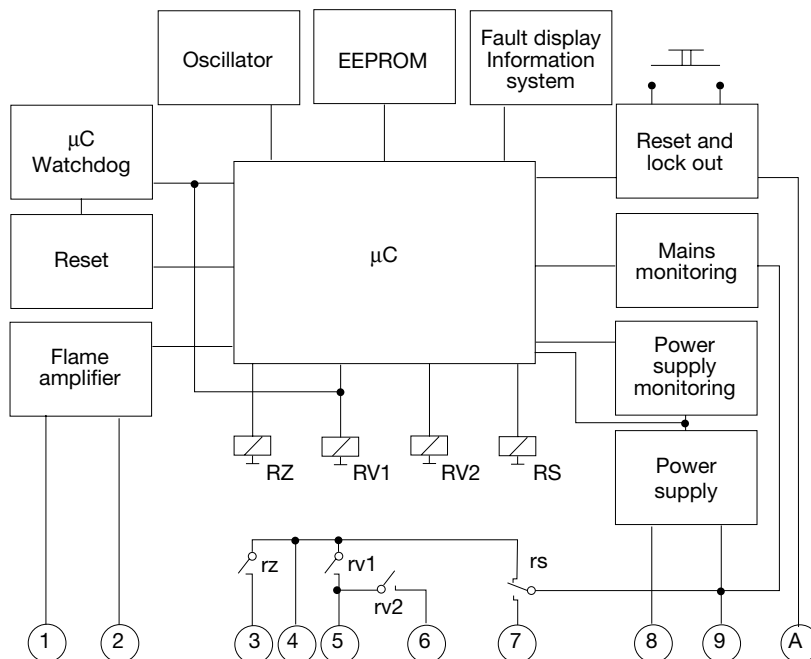 Oscillator
EEPROM
Fault display
Information
system
μC
Watchdog
Reset and
lock out
Reset
μC
Mains
monitoring
Flame
amplifier
Power
supply
monitoring
RZ
RV1
RV2
RS
Power
supply
rz
rv1
rs
rv2
1
2
3
4
5
6
7
8
9
A